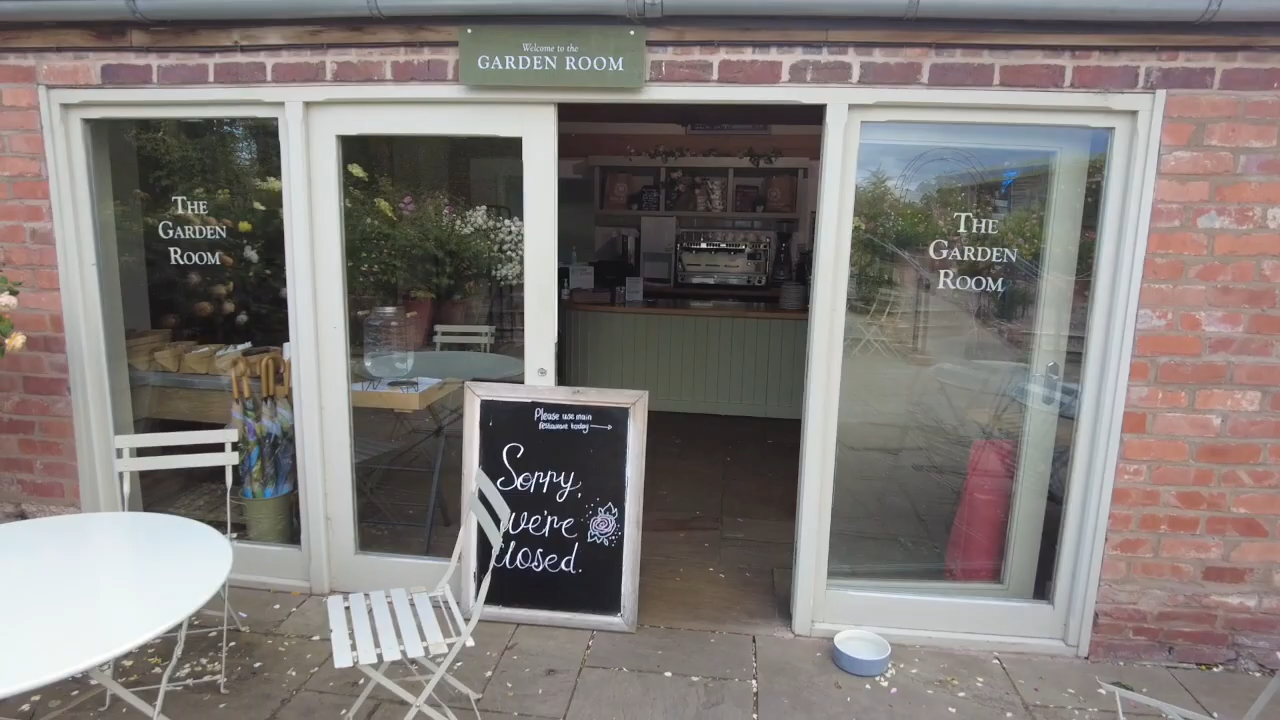 Welcome to the
GARDEN ROOM
THE
GARDEN
ROOM
THE
GARDEN
ROOM
Please use main
restaurant today
Sorry,
we're
closed.